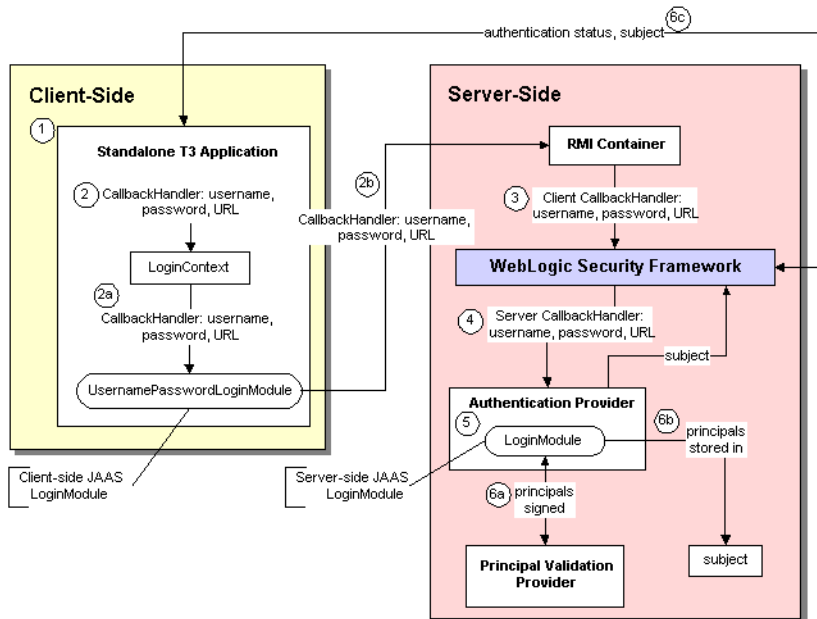 6c
authentication status, subject
Client-Side
1
Standalone T3 Application
2
CallbackHandler: username,
password, URL
LoginContext
2a
CallbackHandler: username,
password, URL
UsernamePasswordLoginModule
Client-side JAAS
LoginModule
2b
CallbackHandler: username,
password, URL
Server-Side
RMI Container
3
Client CallbackHandler:
username, password, URL
WebLogic Security Framework
4
Server CallbackHandler:
username, password, URL
subject
Authentication Provider
5
LoginModule
6b
principals
stored in
Server-side JAAS
LoginModule
6a
principals
signed
Principal Validation
Provider
subject